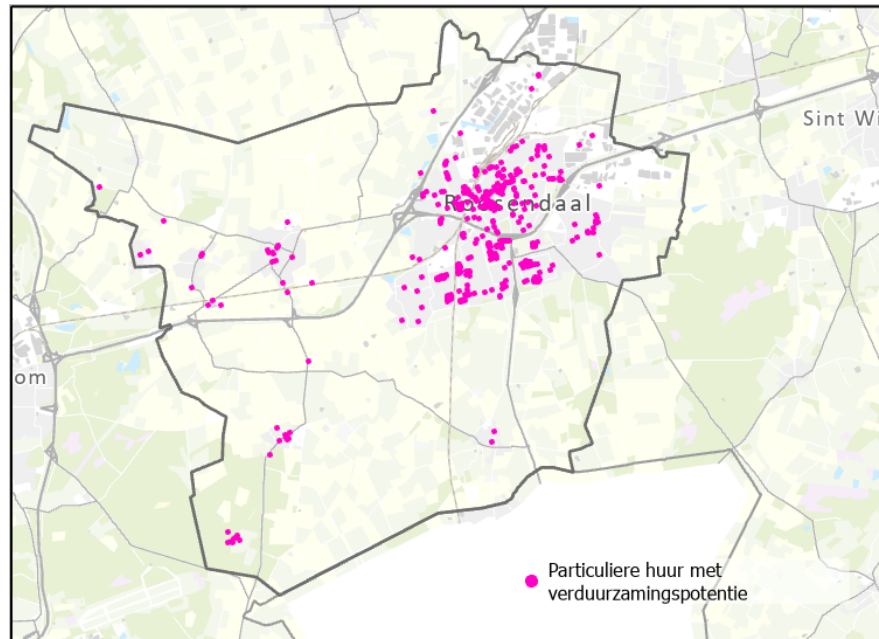 Sint Wi
Roosendaal
om
Particuliere huur met
verduurzamingspotentie